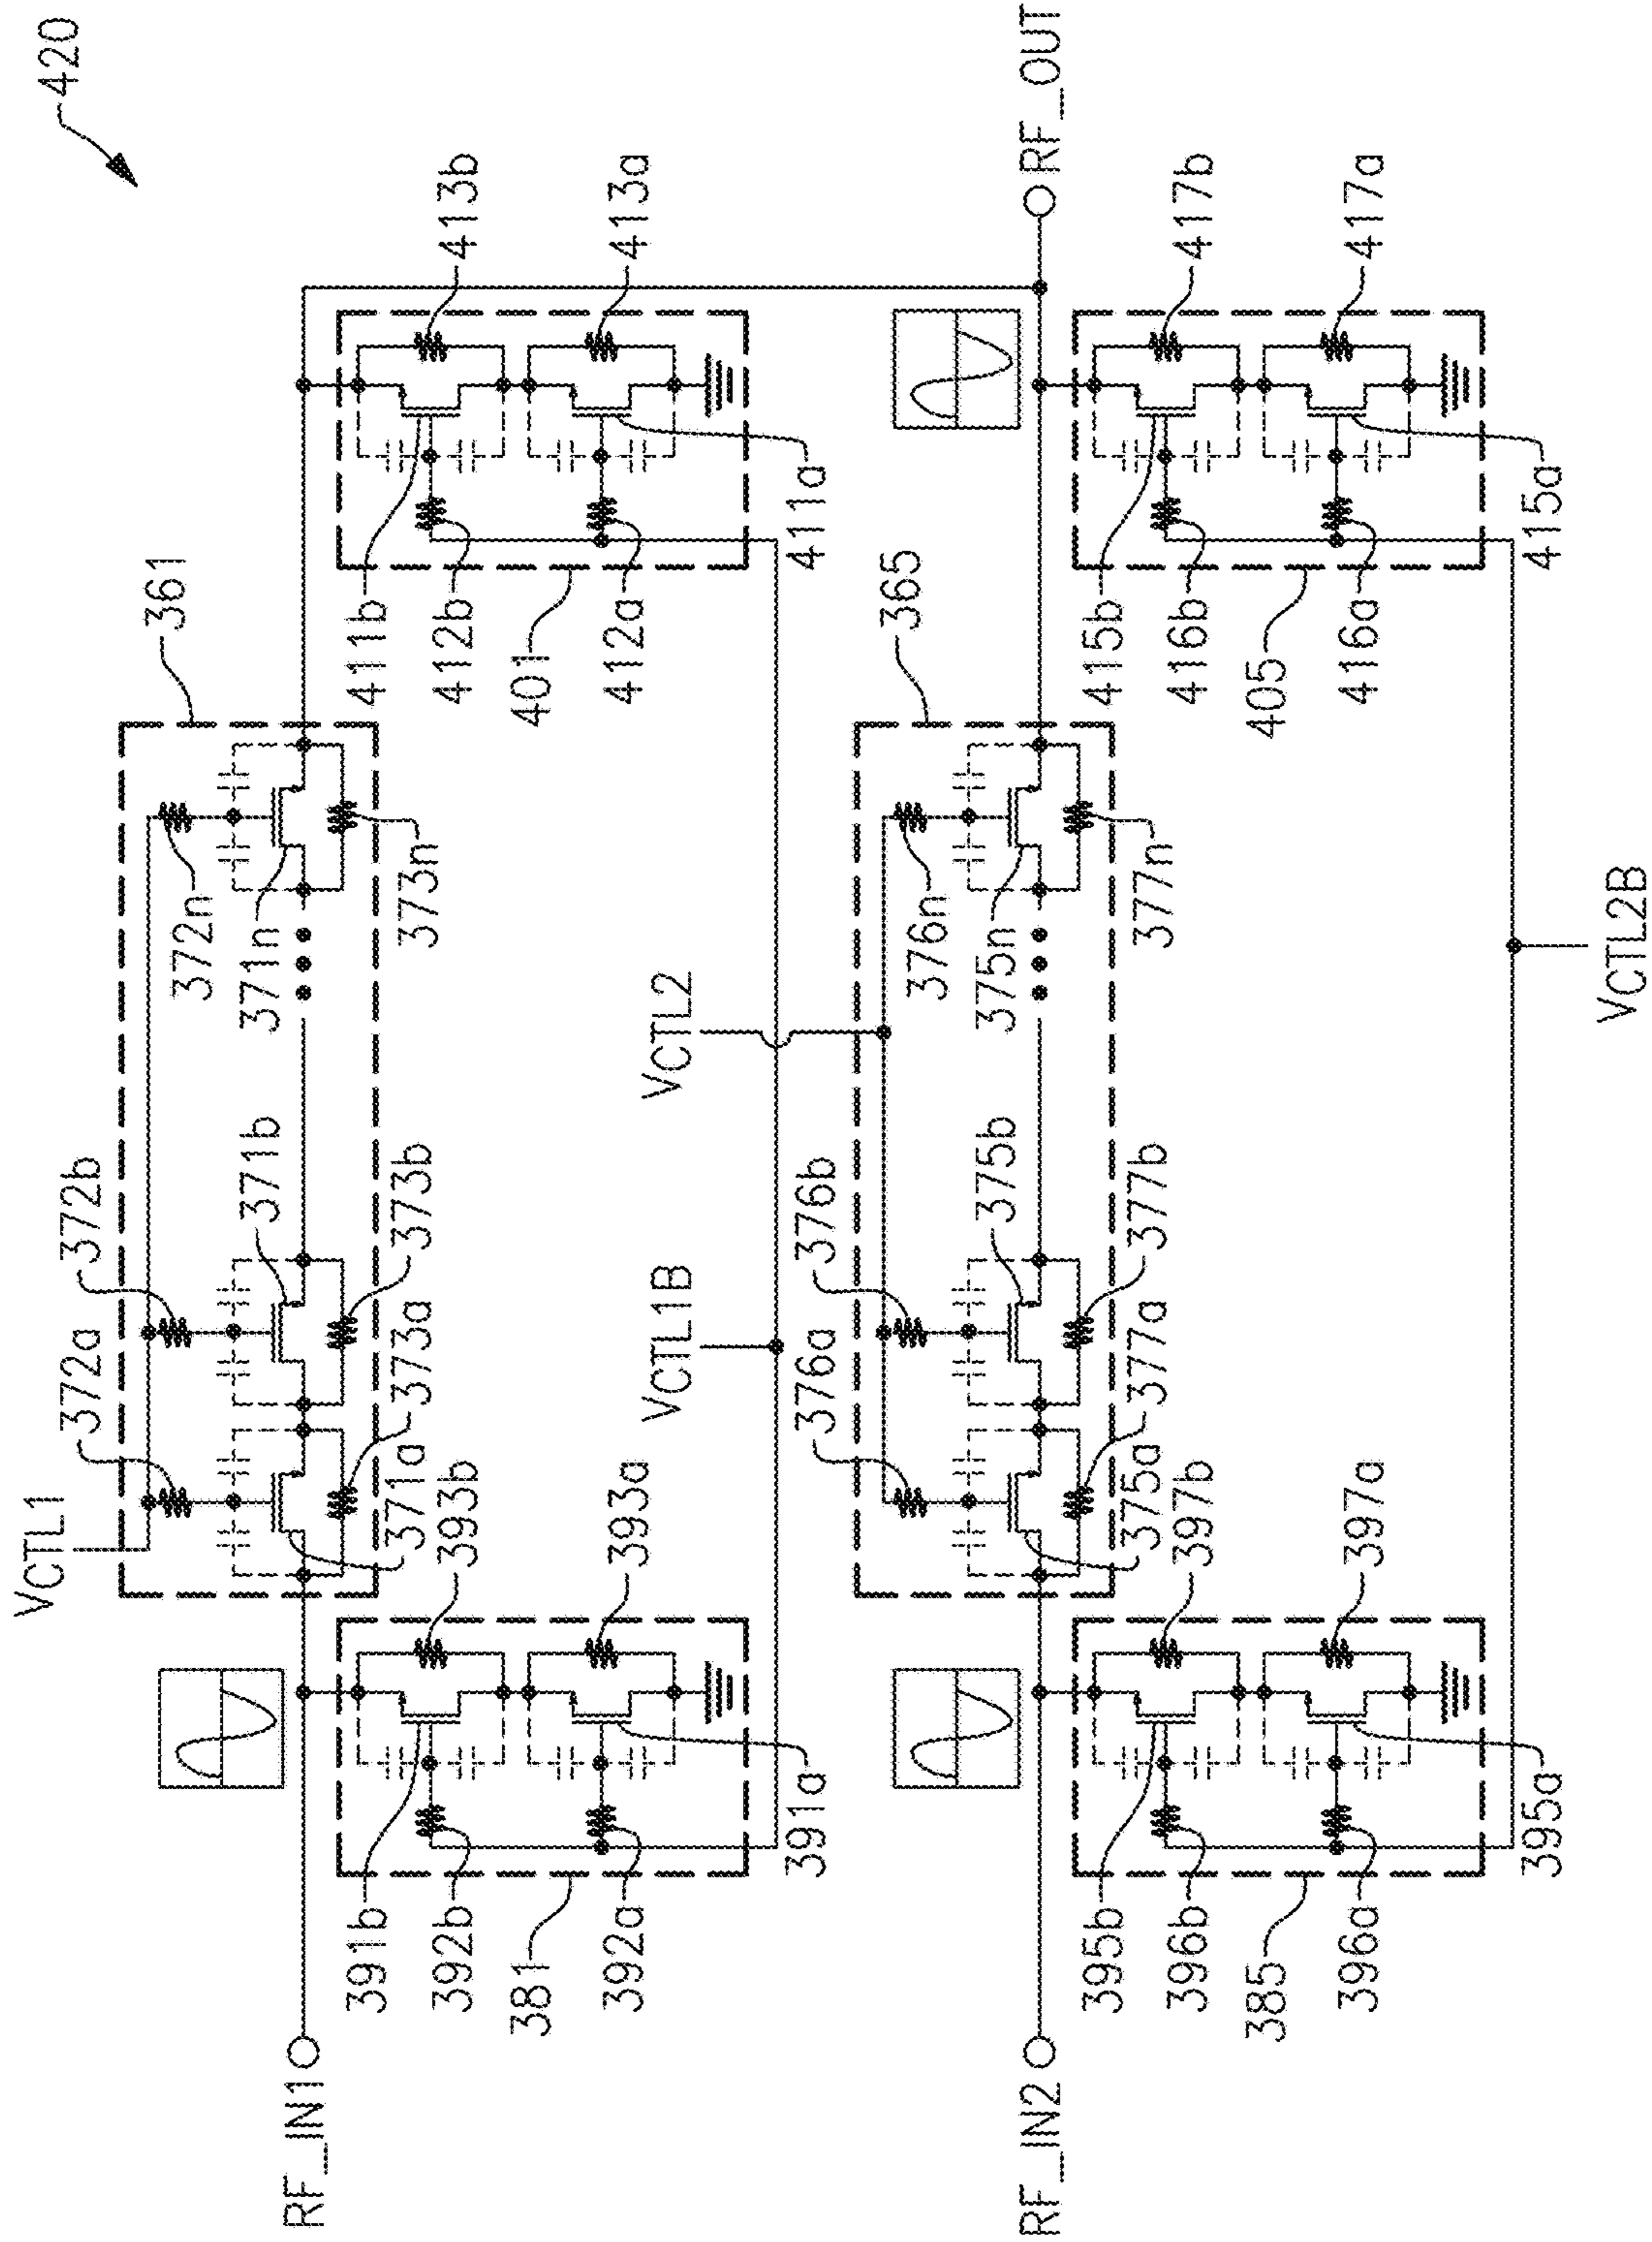 420
VCTL1
372a
372b
361
372n
371n
371b
371a
373a
373b
373n
RF_IN1
391b
392b
381
392a
391a
393b
393a
VCTL1B
VCTL2
411b
412b
401
412a
411a
413b
413a
376a
376b
365
376n
375n
375b
375a
377a
377b
377n
RF_IN2
RF_OUT
395b
396b
385
396a
395a
397b
397a
415b
416b
405
416a
415a
417b
417a
VCTL2B